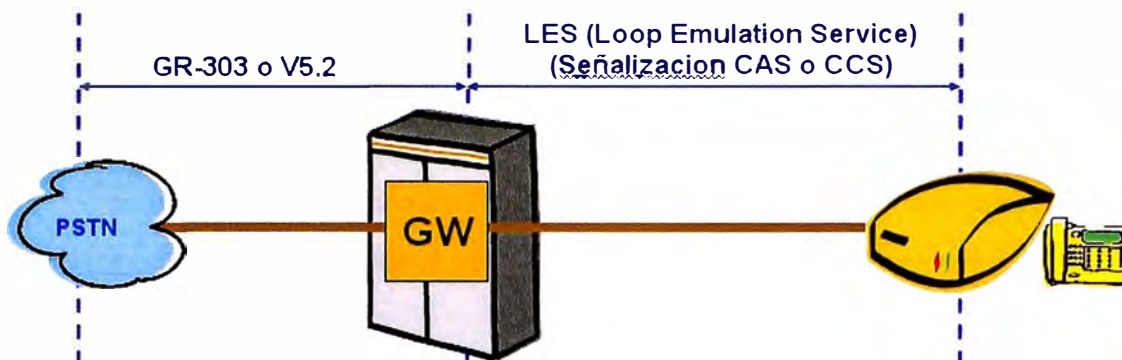 LES (Loop Emulation Service)
GR-303 o V5.2
(Señalizacion CAS o CCS)
PSTN
GW